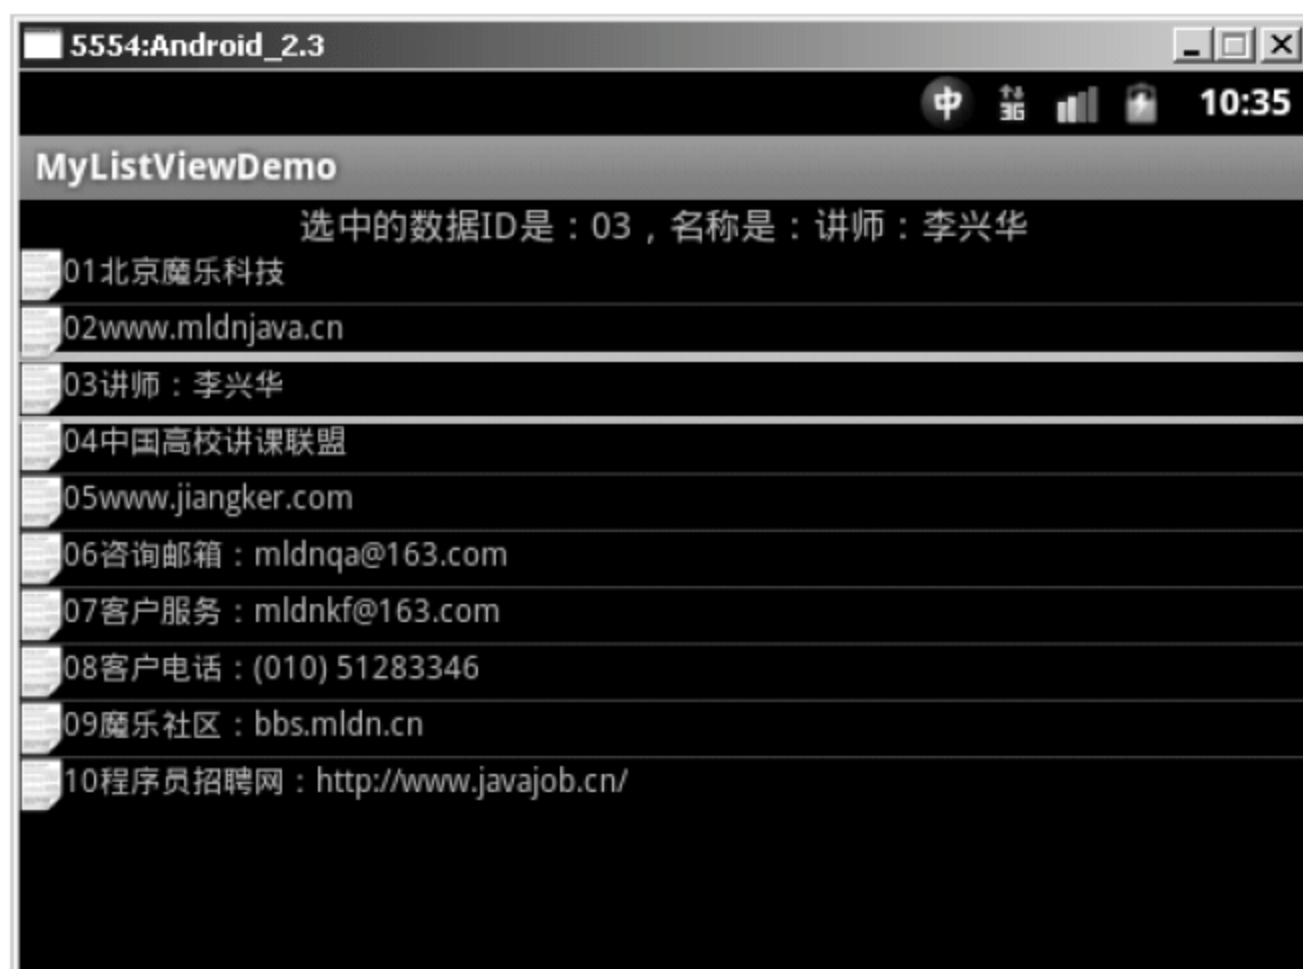 5554:Android_2.3
中 3G 10:35
MyListViewDemo
选中的数据ID是：03，名称是：讲师：李兴华
01北京魔乐科技
02www.mldnjava.cn
03讲师：李兴华
04中国高校讲课联盟
05www.jiangker.com
06咨询邮箱：mldnqa@163.com
07客户服务：mldnkf@163.com
08客户电话：(010) 51283346
09魔乐社区：bbs.mldn.cn
10程序员招聘网：http://www.javajob.cn/